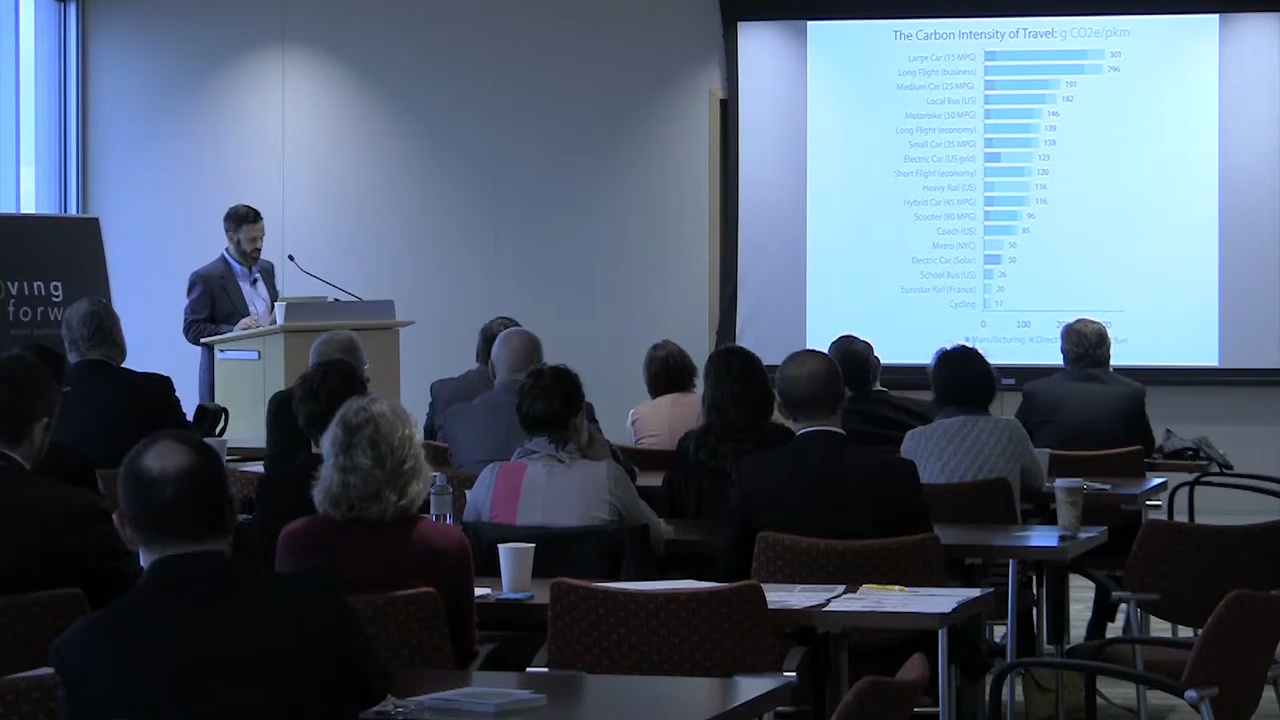 The Carbon Intensity of Travel: g CO2e/pkm
Large Car (15 MPG) 301
Long Flight (business) 296
Medium Car (25 MPG) 191
Local Bus (US) 182
Motorbike (50 MPG) 146
Long Flight (economy) 139
Small Car (35 MPG) 138
Electric Car (US grid) 123
Short Flight (economy) 120
Heavy Rail (US) 116
Hybrid Car (45 MPG) 116
Scooter (80 MPG) 96
Coach (US) 85
Metro (NYC) 50
Electric Car (Solar) 50
School Bus (US) 26
Eurostar Rail (France) 20
Cycling 17
0 100
Manufacturing Direct fuel
ving
forw